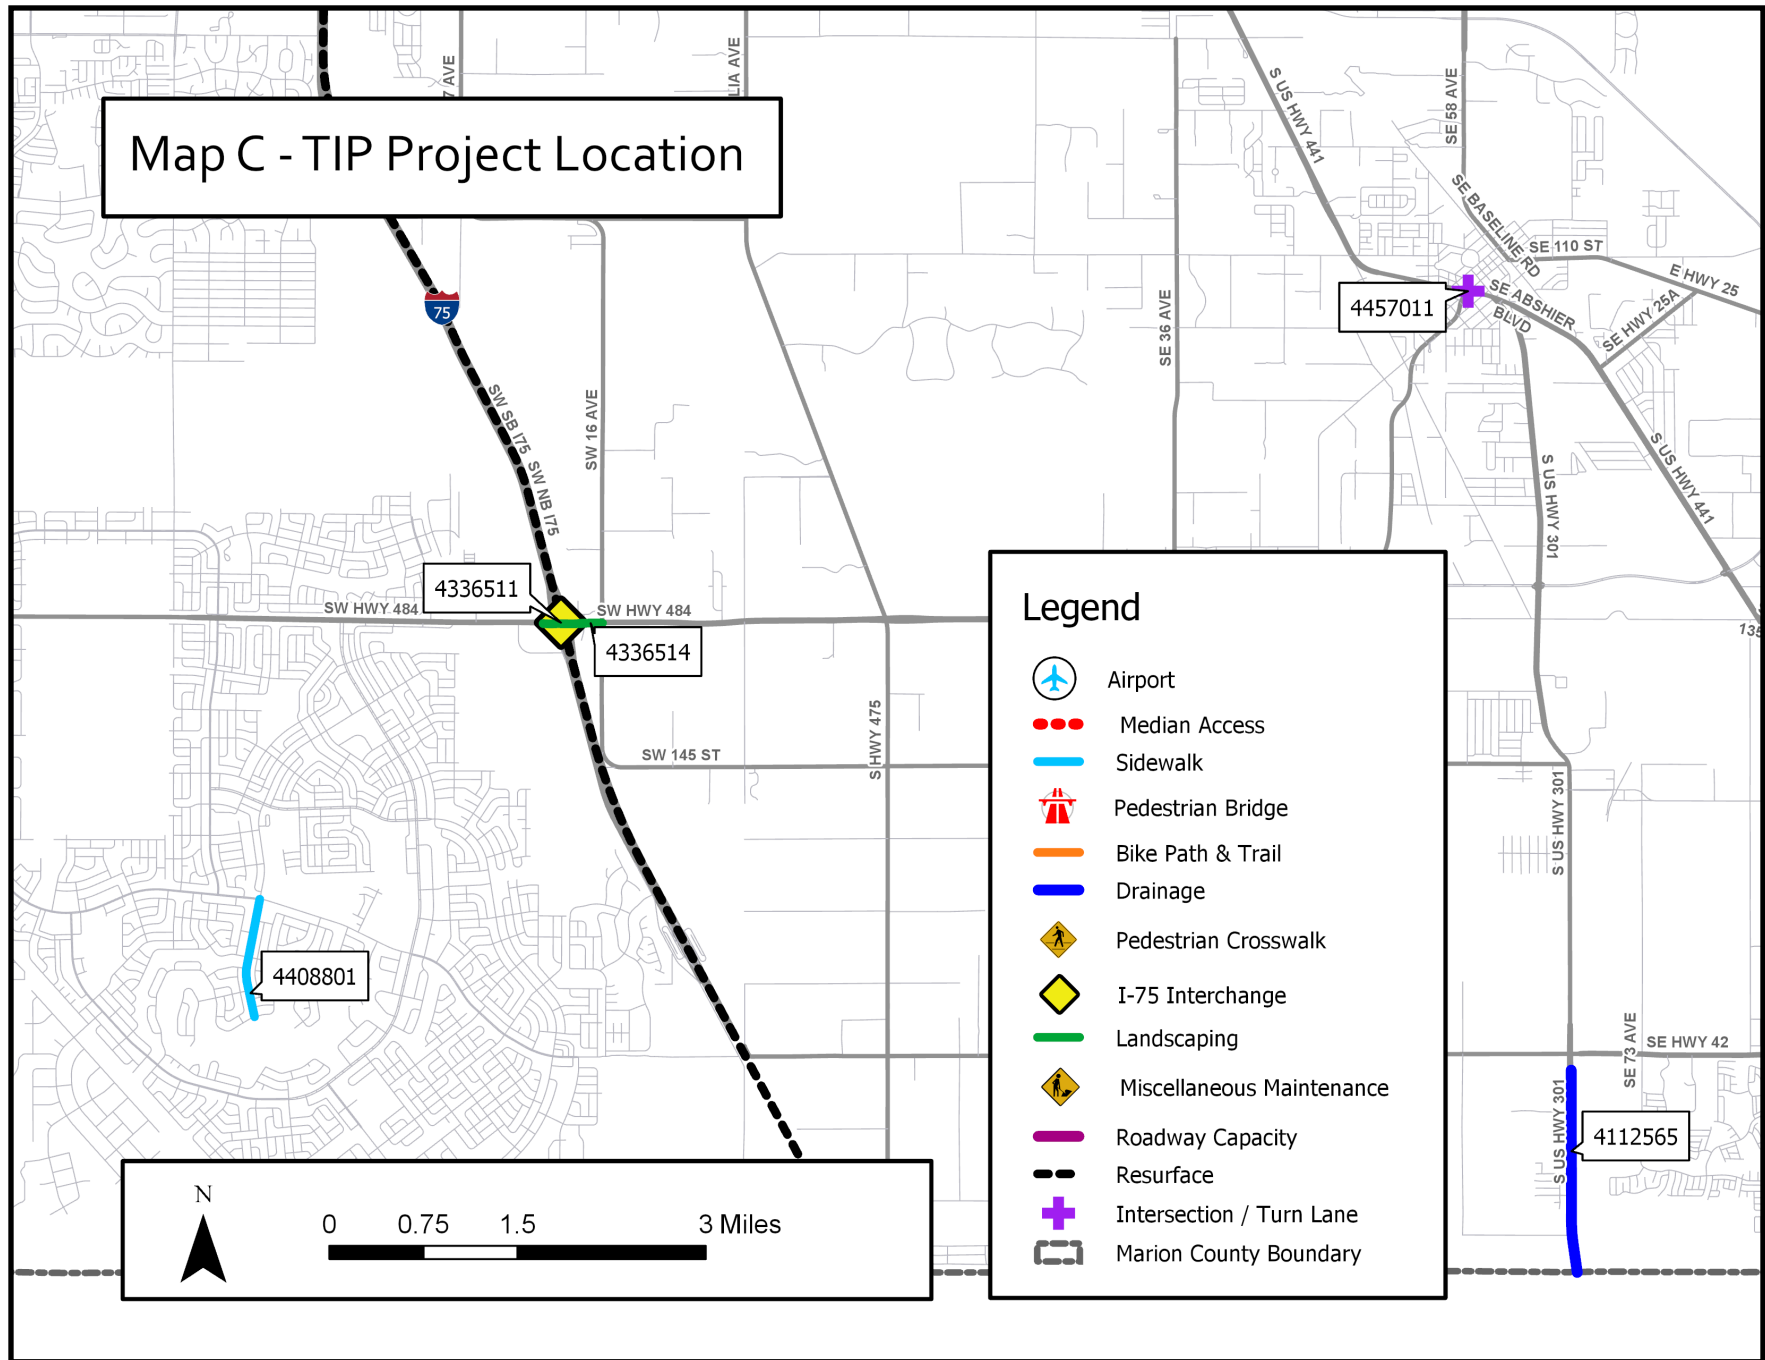 7 AVE
LIA AVE
S US HWY 441
SE 58 AVE
Map C - TIP Project Location
SE BASELINE RD
SE 110 ST
E HWY 25
SE HWY 25A
SE ABSHIER
BLVD
4457011
75
SE 36 AVE
SW SB I75
SW NB I75
SW 16 AVE
S US HWY 441
S US HWY 301
4336511
SW HWY 484
SW HWY 484
4336514
135
SW 145 ST
S HWY 475
S US HWY 301
4408801
SE 73 AVE
SE HWY 42
S US HWY 301
4112565
Legend
Airport
Median Access
Sidewalk
Pedestrian Bridge
Bike Path & Trail
Drainage
Pedestrian Crosswalk
I-75 Interchange
Landscaping
Miscellaneous Maintenance
Roadway Capacity
Resurface
Intersection / Turn Lane
Marion County Boundary
N
0 0.75 1.5 3 Miles